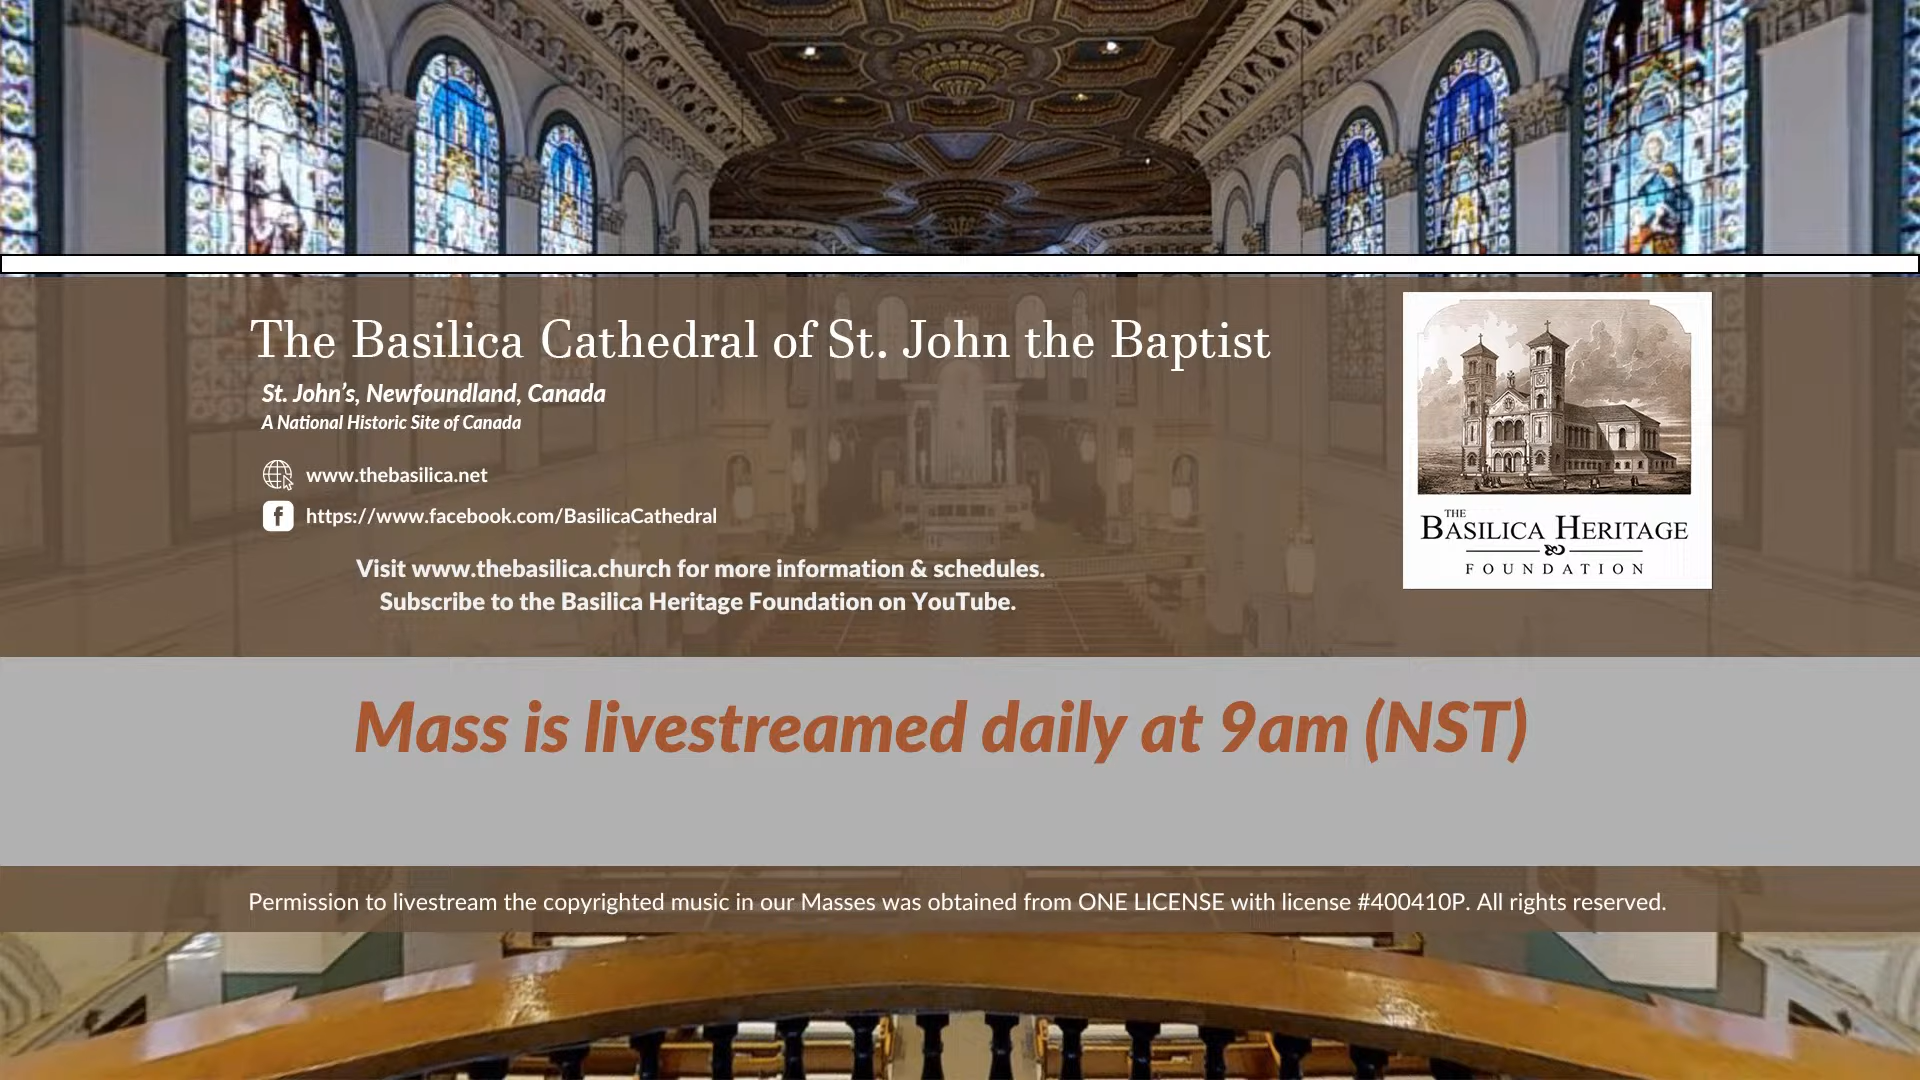 The Basilica Cathedral of St. John the Baptist
St. John’s, Newfoundland, Canada
A National Historic Site of Canada
www.thebasilica.net
https://www.facebook.com/BasilicaCathedral
Visit www.thebasilica.church for more information & schedules.
Subscribe to the Basilica Heritage Foundation on YouTube.
THE
BASILICA HERITAGE
FOUNDATION
Mass is livestreamed daily at 9am (NST)
Permission to livestream the copyrighted music in our Masses was obtained from ONE LICENSE with license #400410P. All rights reserved.